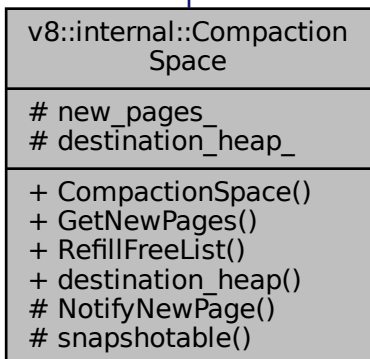 v8::internal::Compaction
Space
# new_pages_
# destination_heap_
+ CompactionSpace()
+ GetNewPages()
+ RefillFreeList()
+ destination_heap()
# NotifyNewPage()
# snapshotable()